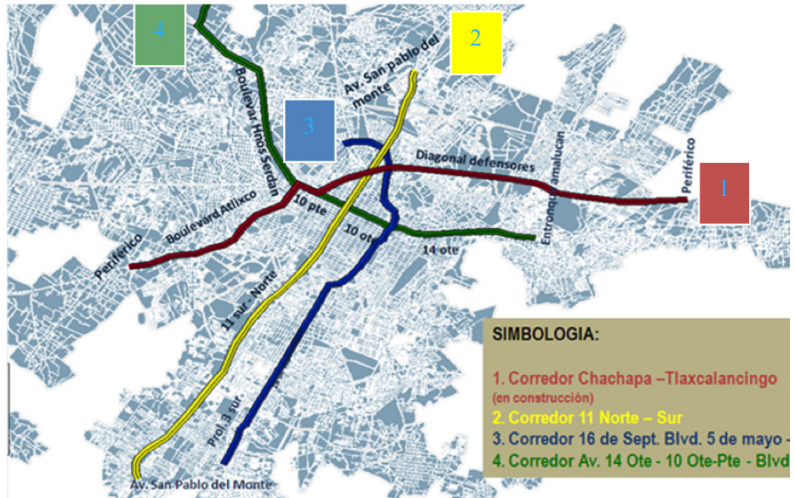 4
2
3
1
Av. San pablo del
monte
Boulevar Hnos Serdan
Diagonal defensores
Periférico
Entronque amalucan
10 pte
Boulevard Atlixco
10 ote
14 ote
Periférico
11 sur - Norte
Prol. 3 sur
Av. San Pablo del Monte
SIMBOLOGIA:
1. Corredor Chachapa –Tlaxcalancingo
(en construcción)
2. Corredor 11 Norte – Sur
3. Corredor 16 de Sept. Blvd. 5 de mayo -
4. Corredor Av. 14 Ote - 10 Ote-Pte - Blvd